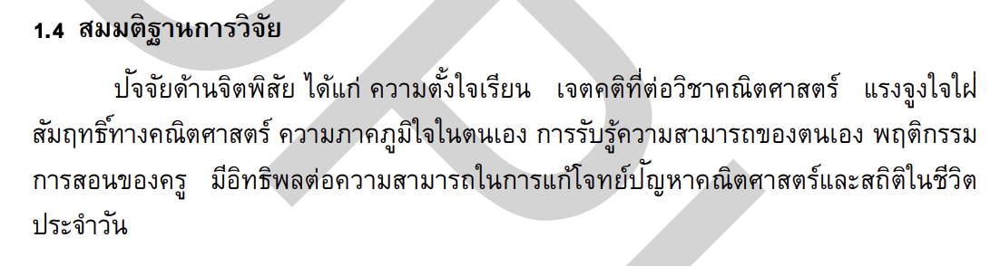 1.4 สมมติฐานการวิจัย
ปัจจัยด้านจิตพิสัย ได้แก่ ความตั้งใจเรียน เจตคติที่ต่อวิชาคณิตศาสตร์ แรงจูงใจใฝ่
สัมฤทธิ์ทางคณิตศาสตร์ ความภาคภูมิใจในตนเอง การรับรู้ความสามารถของตนเอง พฤติกรรม
การสอนของครู มีอิทธิพลต่อความสามารถในการแก้โจทย์ปัญหาคณิตศาสตร์และสถิติในชีวิต
ประจำวัน